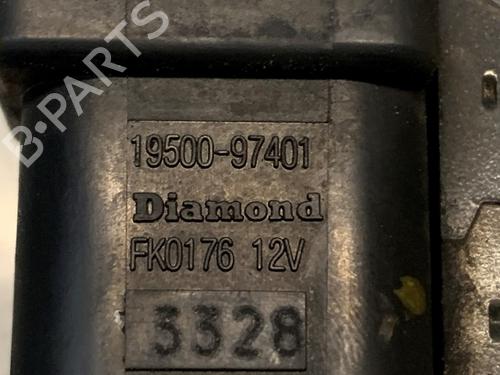 B-PARTS
19500-97401
Diamond
FK0176 12V
3328